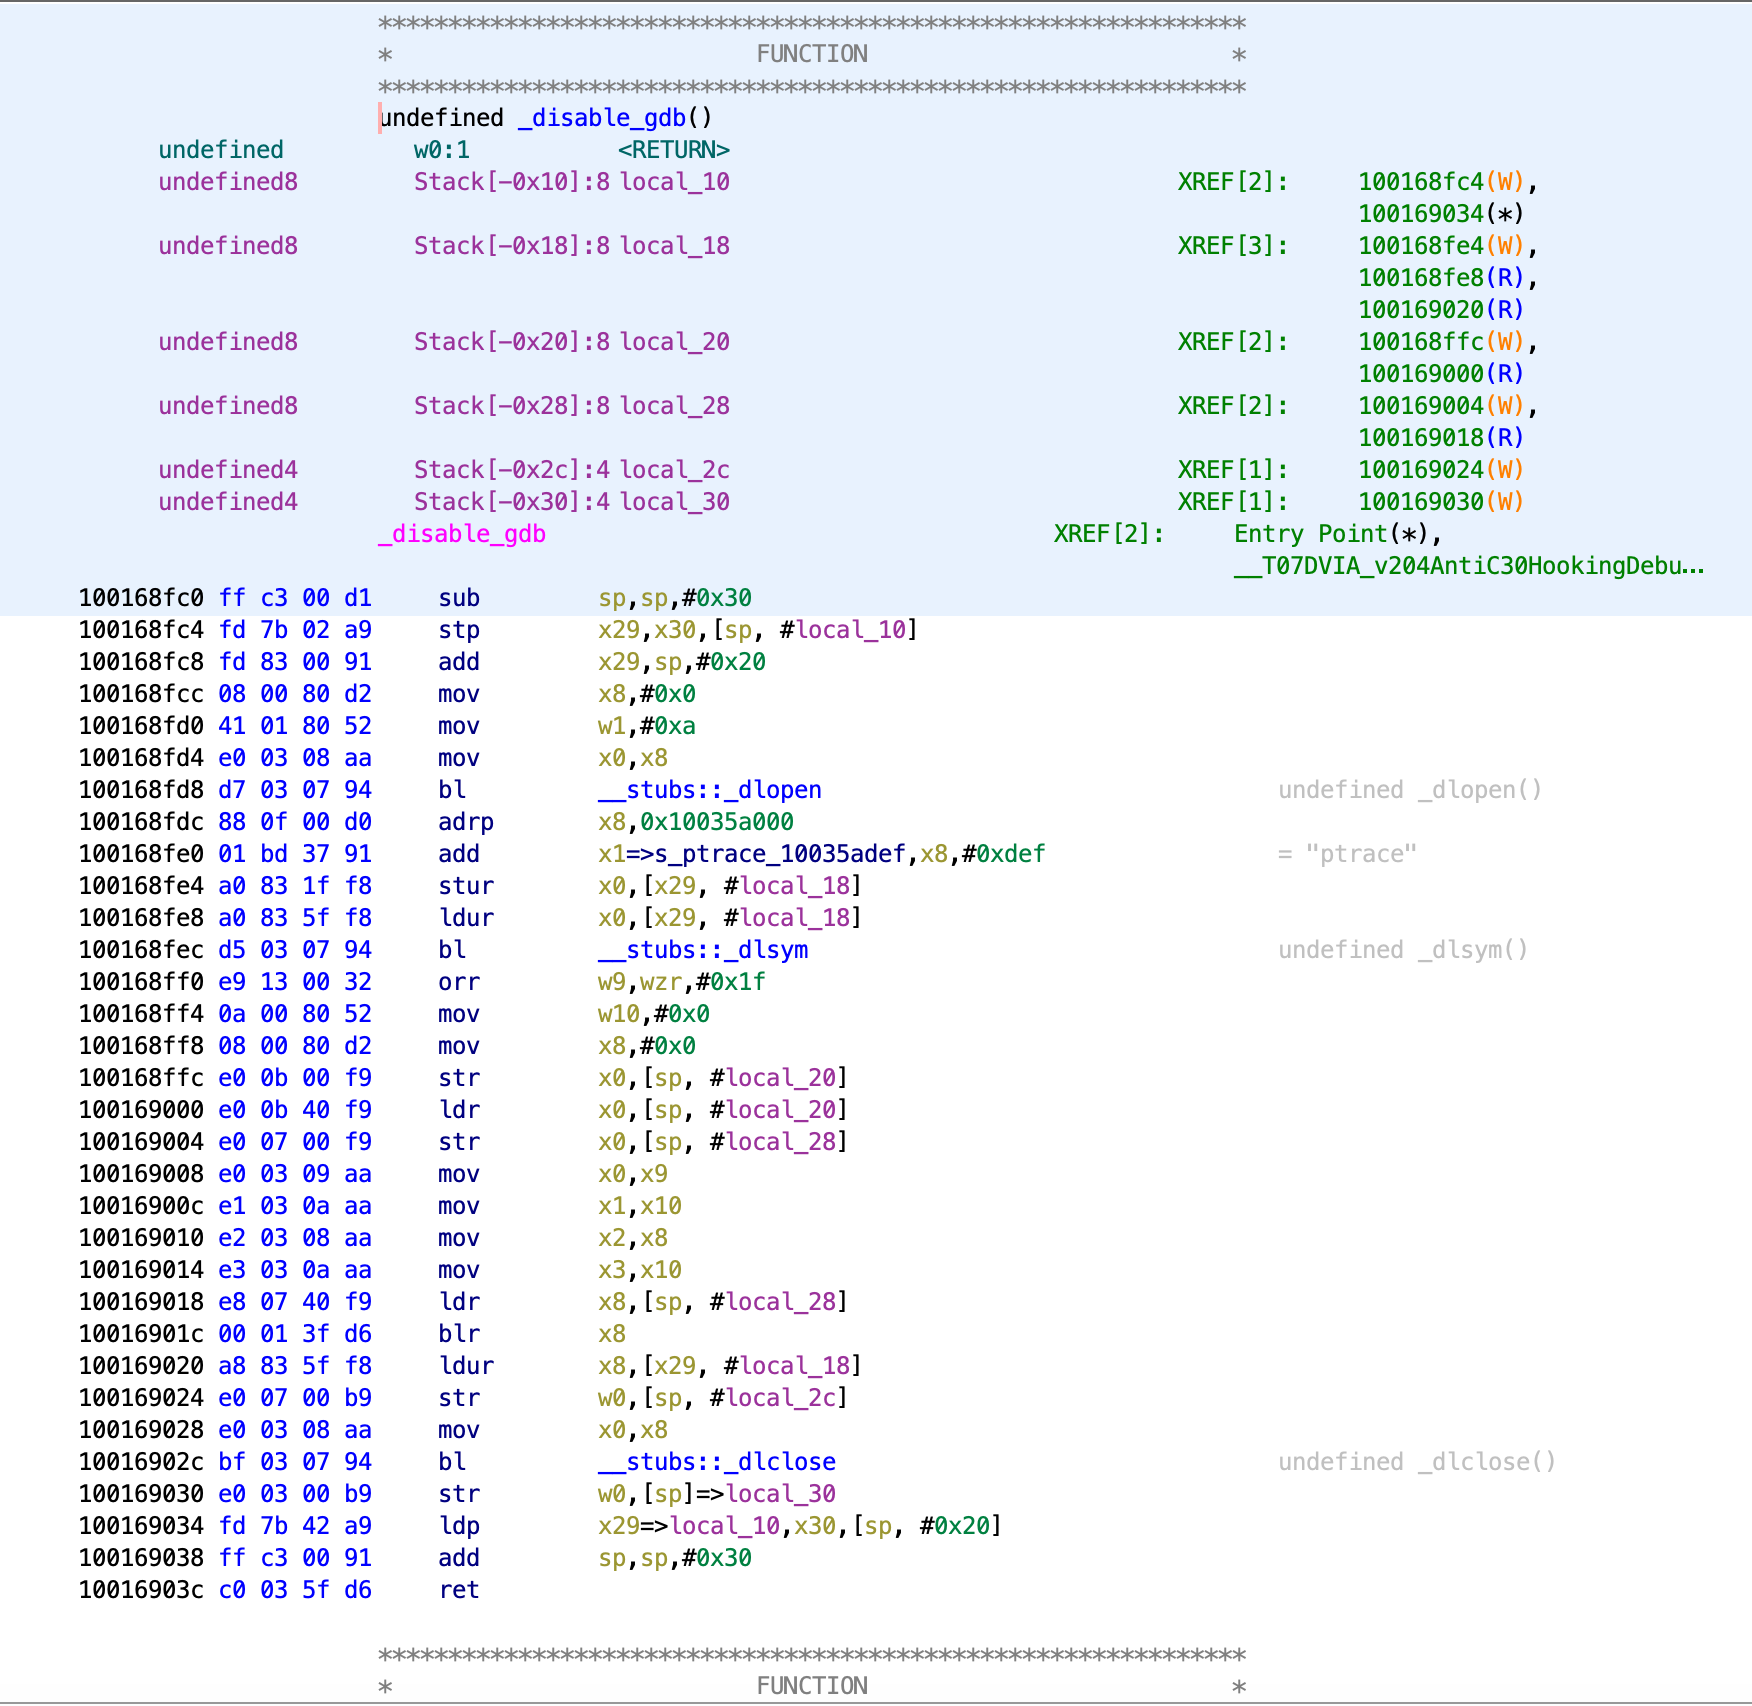 **************************************************************
* FUNCTION *
**************************************************************
undefined _disable_gdb()
undefined w0:1 <RETURN>
undefined8 Stack[-0x10]:8 local_10 XREF[2]: 100168fc4(W),
100169034(*)
undefined8 Stack[-0x18]:8 local_18 XREF[3]: 100168fe4(W),
100168fe8(R),
100169020(R)
undefined8 Stack[-0x20]:8 local_20 XREF[2]: 100168ffc(W),
100169000(R)
undefined8 Stack[-0x28]:8 local_28 XREF[2]: 100169004(W),
100169018(R)
undefined4 Stack[-0x2c]:4 local_2c XREF[1]: 100169024(W)
undefined4 Stack[-0x30]:4 local_30 XREF[1]: 100169030(W)
_disable_gdb XREF[2]: Entry Point(*),
__T07DVIA_v204AntiC30HookingDebu...
100168fc0 ff c3 00 d1 sub sp,sp,#0x30
100168fc4 fd 7b 02 a9 stp x29,x30,[sp, #local_10]
100168fc8 fd 83 00 91 add x29,sp,#0x20
100168fcc 08 00 80 d2 mov x8,#0x0
100168fd0 41 01 80 52 mov w1,#0xa
100168fd4 e0 03 08 aa mov x0,x8
100168fd8 d7 03 07 94 bl __stubs::_dlopen undefined _dlopen()
100168fdc 88 0f 00 d0 adrp x8,0x10035a000
100168fe0 01 bd 37 91 add x1=>s_ptrace_10035adef,x8,#0xdef = "ptrace"
100168fe4 a0 83 1f f8 stur x0,[x29, #local_18]
100168fe8 a0 83 5f f8 ldur x0,[x29, #local_18]
100168fec d5 03 07 94 bl __stubs::_dlsym undefined _dlsym()
100168ff0 e9 13 00 32 orr w9,wzr,#0x1f
100168ff4 0a 00 80 52 mov w10,#0x0
100168ff8 08 00 80 d2 mov x8,#0x0
100168ffc e0 0b 00 f9 str x0,[sp, #local_20]
100169000 e0 0b 40 f9 ldr x0,[sp, #local_20]
100169004 e0 07 00 f9 str x0,[sp, #local_28]
100169008 e0 03 09 aa mov x0,x9
10016900c e1 03 0a aa mov x1,x10
100169010 e2 03 08 aa mov x2,x8
100169014 e3 03 0a aa mov x3,x10
100169018 e8 07 40 f9 ldr x8,[sp, #local_28]
10016901c 00 01 3f d6 blr x8
100169020 a8 83 5f f8 ldur x8,[x29, #local_18]
100169024 e0 07 00 b9 str w0,[sp, #local_2c]
100169028 e0 03 08 aa mov x0,x8
10016902c bf 03 07 94 bl __stubs::_dlclose undefined _dlclose()
100169030 e0 03 00 b9 str w0,[sp]=>local_30
100169034 fd 7b 42 a9 ldp x29=>local_10,x30,[sp, #0x20]
100169038 ff c3 00 91 add sp,sp,#0x30
10016903c c0 03 5f d6 ret
**************************************************************
* FUNCTION *